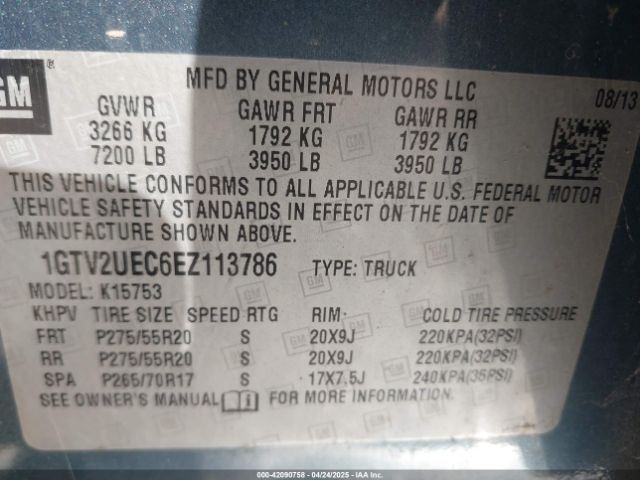 GM ®
MFD BY GENERAL MOTORS LLC 08/13
GVWR GAWR FRT GAWR RR
3266 KG 1792 KG 1792 KG
7200 LB 3950 LB 3950 LB
THIS VEHICLE CONFORMS TO ALL APPLICABLE U.S. FEDERAL MOTOR
VEHICLE SAFETY STANDARDS IN EFFECT ON THE DATE OF
MANUFACTURE SHOWN ABOVE.
1GTV2UEC6EZ113786 TYPE: TRUCK
MODEL: K15753
KHPV TIRE SIZE SPEED RTG RIM: COLD TIRE PRESSURE
FRT P275/55R20 S 20X9J 220KPA(32PSI)
RR P275/55R20 S 20X9J 220KPA(32PSI)
SPA P265/70R17 S 17X7.5J 240KPA(35PSI)
SEE OWNER'S MANUAL FOR MORE INFORMATION.
000-42090758 - 04/24/2025 - IAA